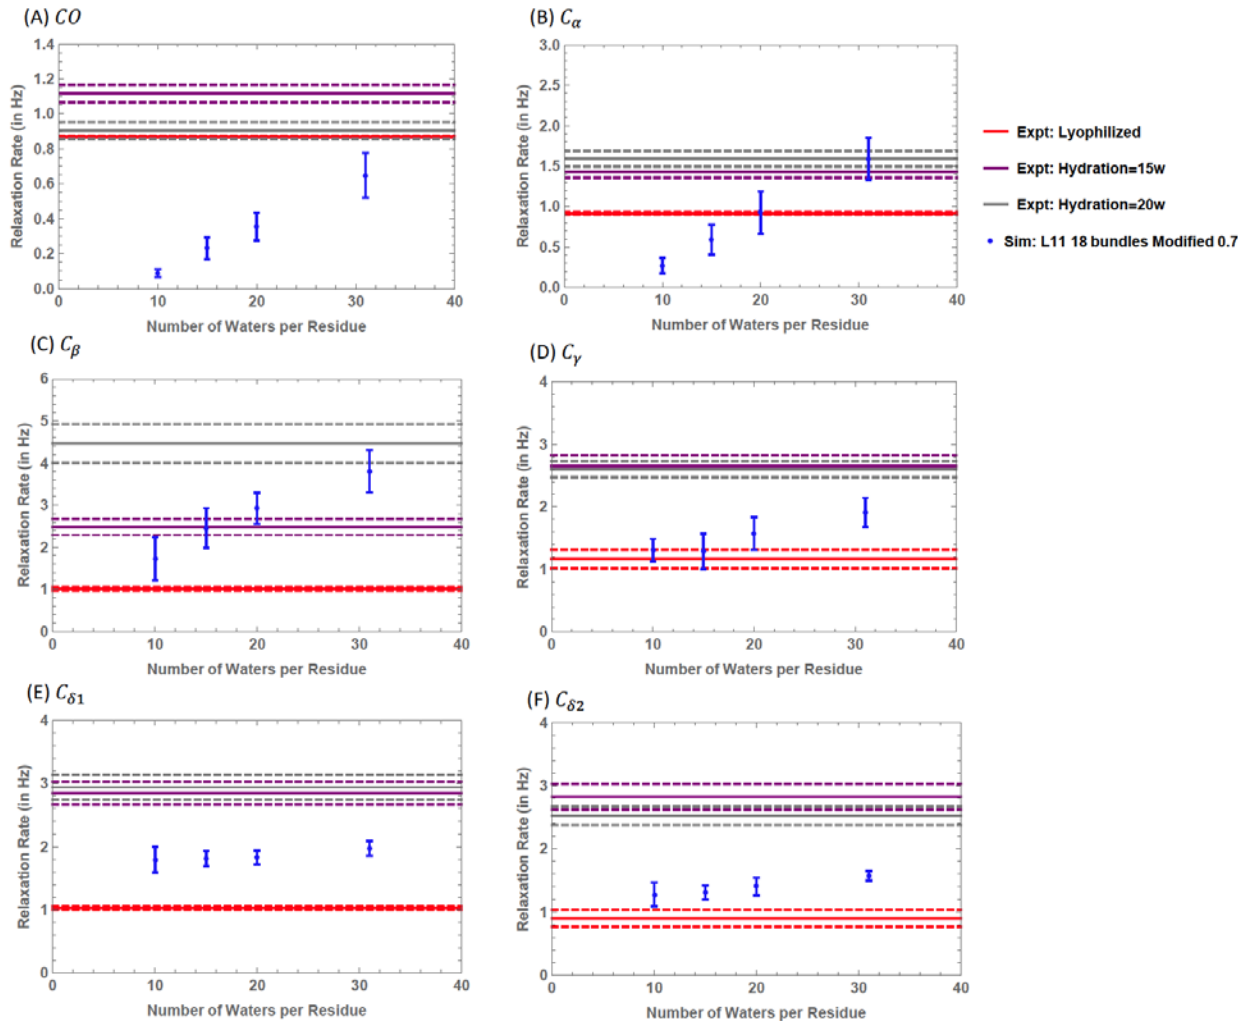 (A) CO
Relaxation Rate (in Hz)
1.4
1.2
1.0
0.8
0.6
0.4
0.2
0.0
0 10 20 30 40
Number of Waters per Residue
(B) Cα
Relaxation Rate (in Hz)
3.0
2.5
2.0
1.5
1.0
0.5
0.0
0 10 20 30 40
Number of Waters per Residue
Expt: Lyophilized
Expt: Hydration=15w
Expt: Hydration=20w
Sim: L11 18 bundles Modified 0.7
(C) Cβ
Relaxation Rate (in Hz)
6
5
4
3
2
1
0
0 10 20 30 40
Number of Waters per Residue
(D) Cγ
Relaxation Rate (in Hz)
4
3
2
1
0
0 10 20 30 40
Number of Waters per Residue
(E) Cδ1
Relaxation Rate (in Hz)
4
3
2
1
0
0 10 20 30 40
Number of Waters per Residue
(F) Cδ2
Relaxation Rate (in Hz)
4
3
2
1
0
0 10 20 30 40
Number of Waters per Residue